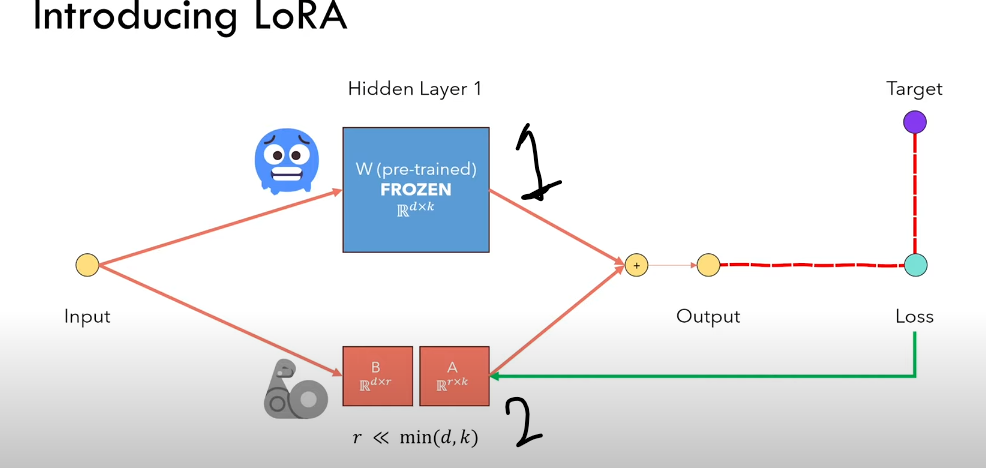 Introducing LoRA
Hidden Layer 1
Target
W (pre-trained)
FROZEN
ℝ^{d×k}
1
+
Input
Output
Loss
B
ℝ^{d×r}
A
ℝ^{r×k}
r ≪ min(d, k)
2